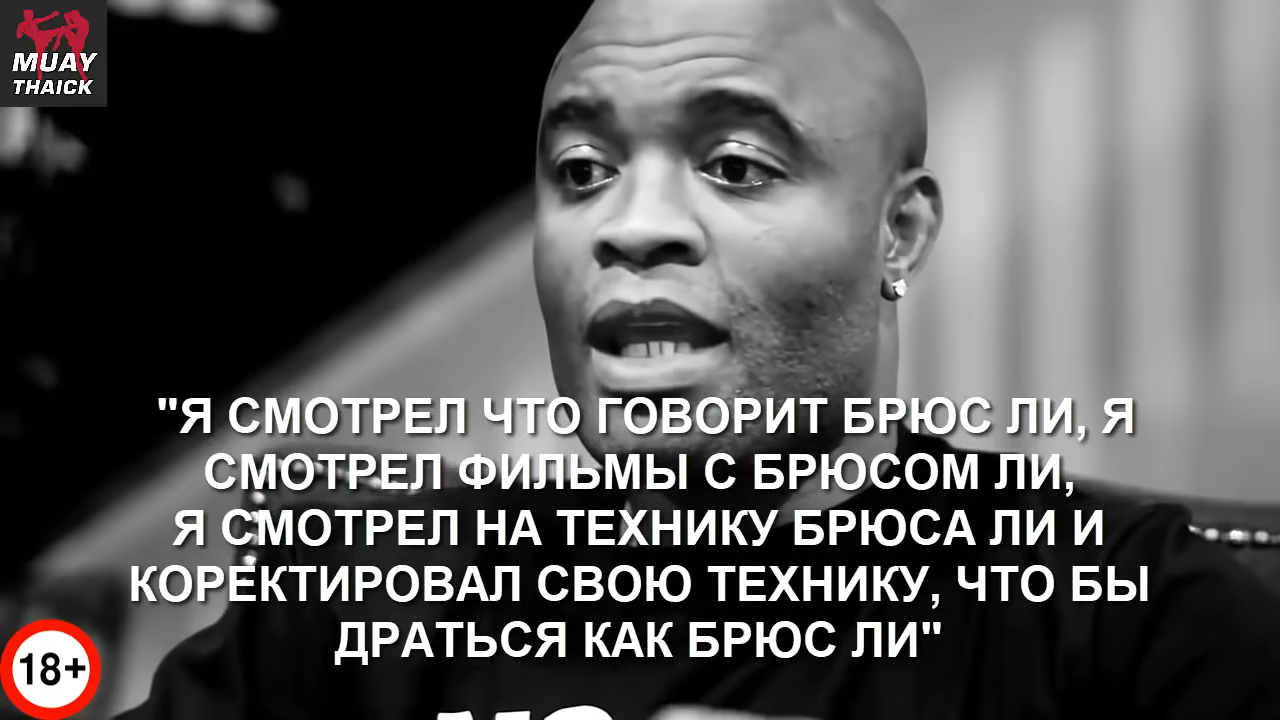 MUAY
THAICK
"Я СМОТРЕЛ ЧТО ГОВОРИТ БРЮС ЛИ, Я
СМОТРЕЛ ФИЛЬМЫ С БРЮСОМ ЛИ,
Я СМОТРЕЛ НА ТЕХНИКУ БРЮСА ЛИ И
КОРЕКТИРОВАЛ СВОЮ ТЕХНИКУ, ЧТО БЫ
ДРАТЬСЯ КАК БРЮС ЛИ"
18+